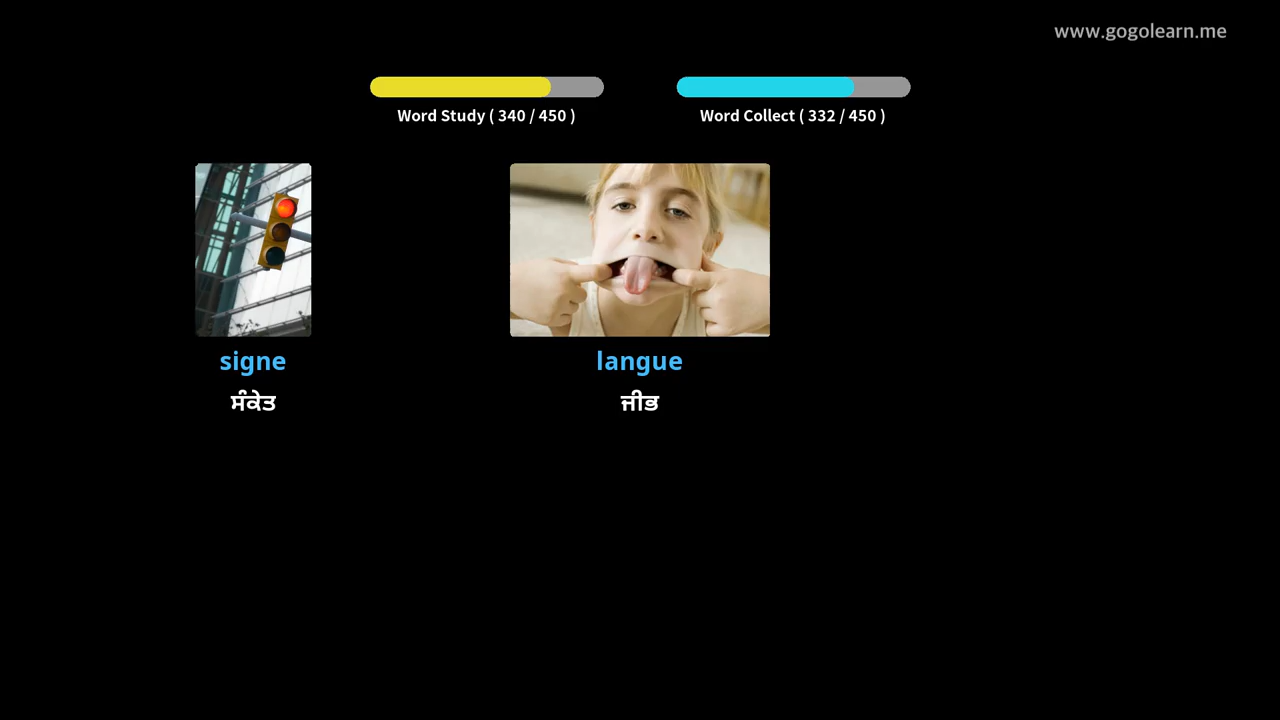 www.gogolearn.me
Word Study ( 340 / 450 )
Word Collect ( 332 / 450 )
signe
ਸੰਕੇਤ
langue
ਜੀਭ